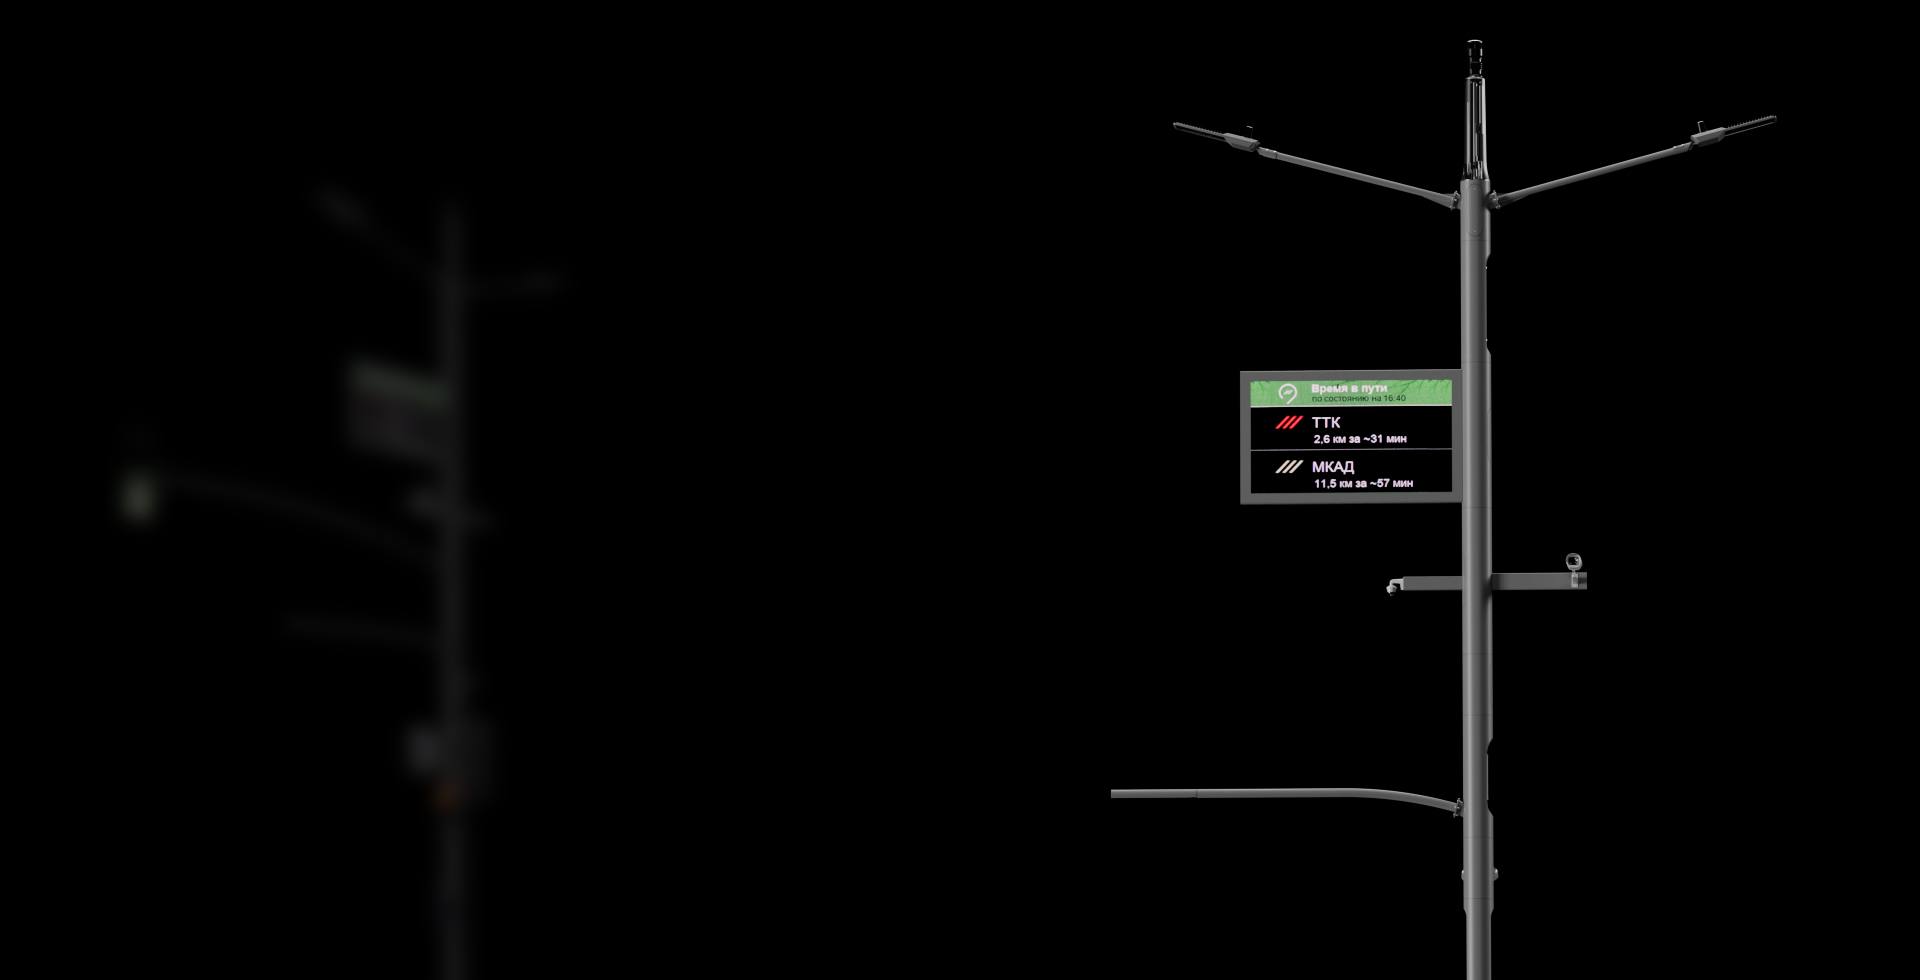 Время в пути
по состоянию на 16:40
ТТК
2,6 км за ~31 мин
МКАД
11,5 км за ~57 мин